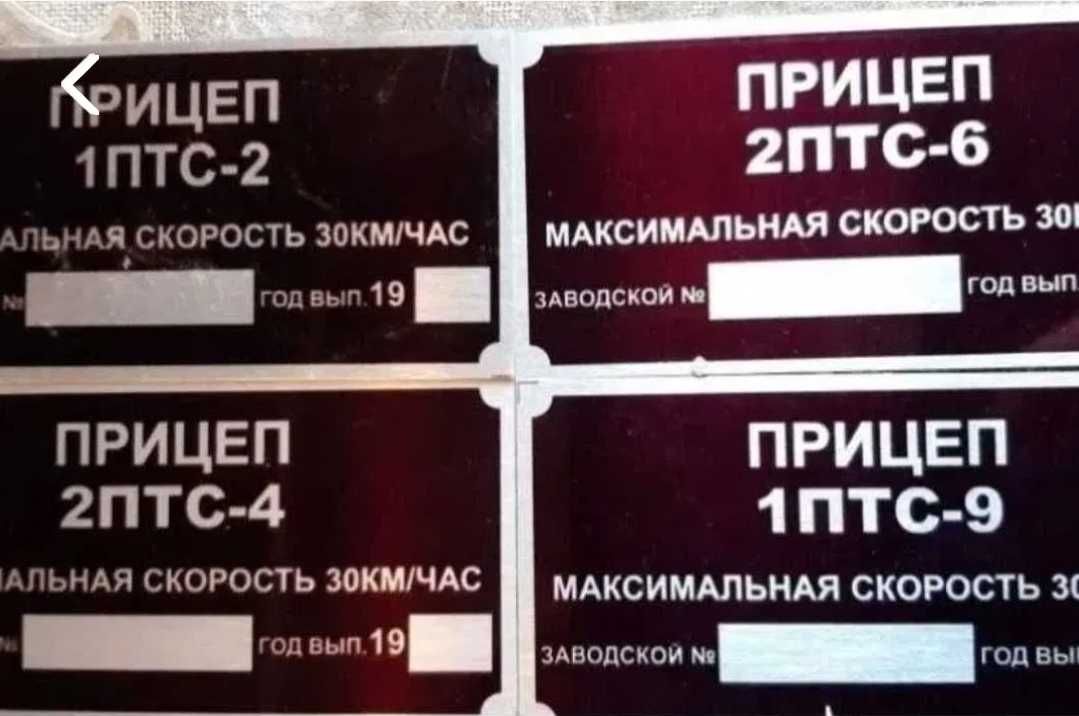 ПРИЦЕП
1ПТС-2
АЛЬНАЯ СКОРОСТЬ 30КМ/ЧАС
№ ГОД ВЫП.19
ПРИЦЕП
2ПТС-6
МАКСИМАЛЬНАЯ СКОРОСТЬ 30
ЗАВОДСКОЙ № ГОД ВЫП.
ПРИЦЕП
2ПТС-4
АЛЬНАЯ СКОРОСТЬ 30КМ/ЧАС
№ ГОД ВЫП.19
ПРИЦЕП
1ПТС-9
МАКСИМАЛЬНАЯ СКОРОСТЬ 30
ЗАВОДСКОЙ № ГОД ВЫ